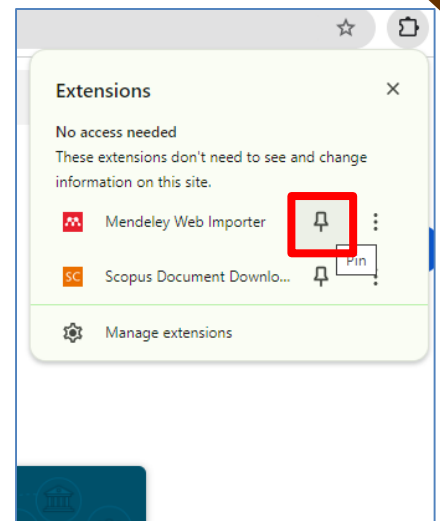 Extensions
No access needed
These extensions don't need to see and change
information on this site.
Mendeley Web Importer
Pin
SC Scopus Document Downlo...
Manage extensions